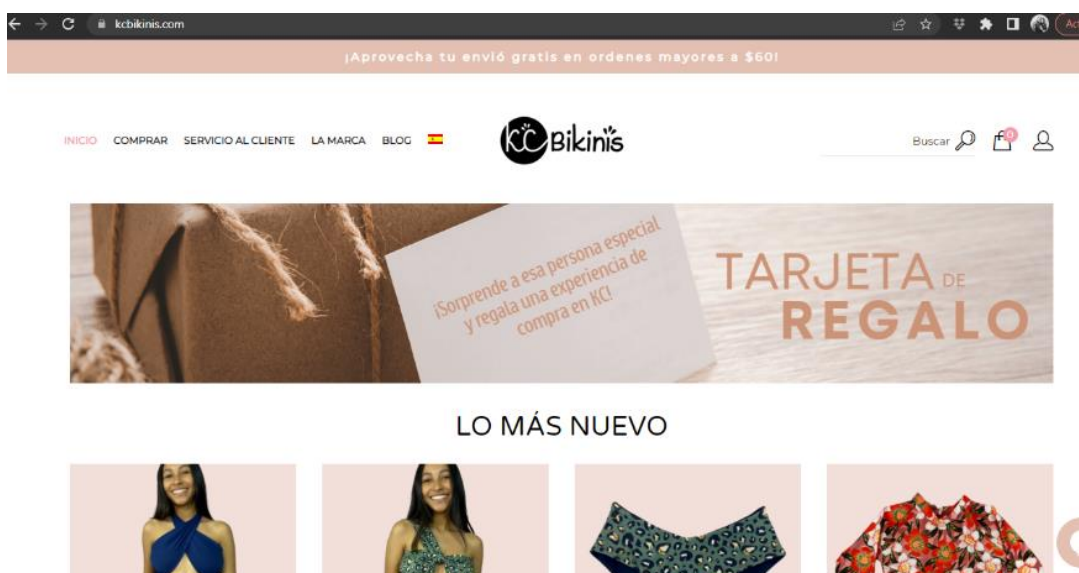 kcbikinis.com
¡Aprovecha tu envió gratis en ordenes mayores a $60!
INICIO COMPRAR SERVICIO AL CLIENTE LA MARCA BLOG
KC Bikinis
Buscar
0
¡Sorprende a esa persona especial
y regala una experiencia de
compra en KC!
TARJETA DE
REGALO
LO MÁS NUEVO